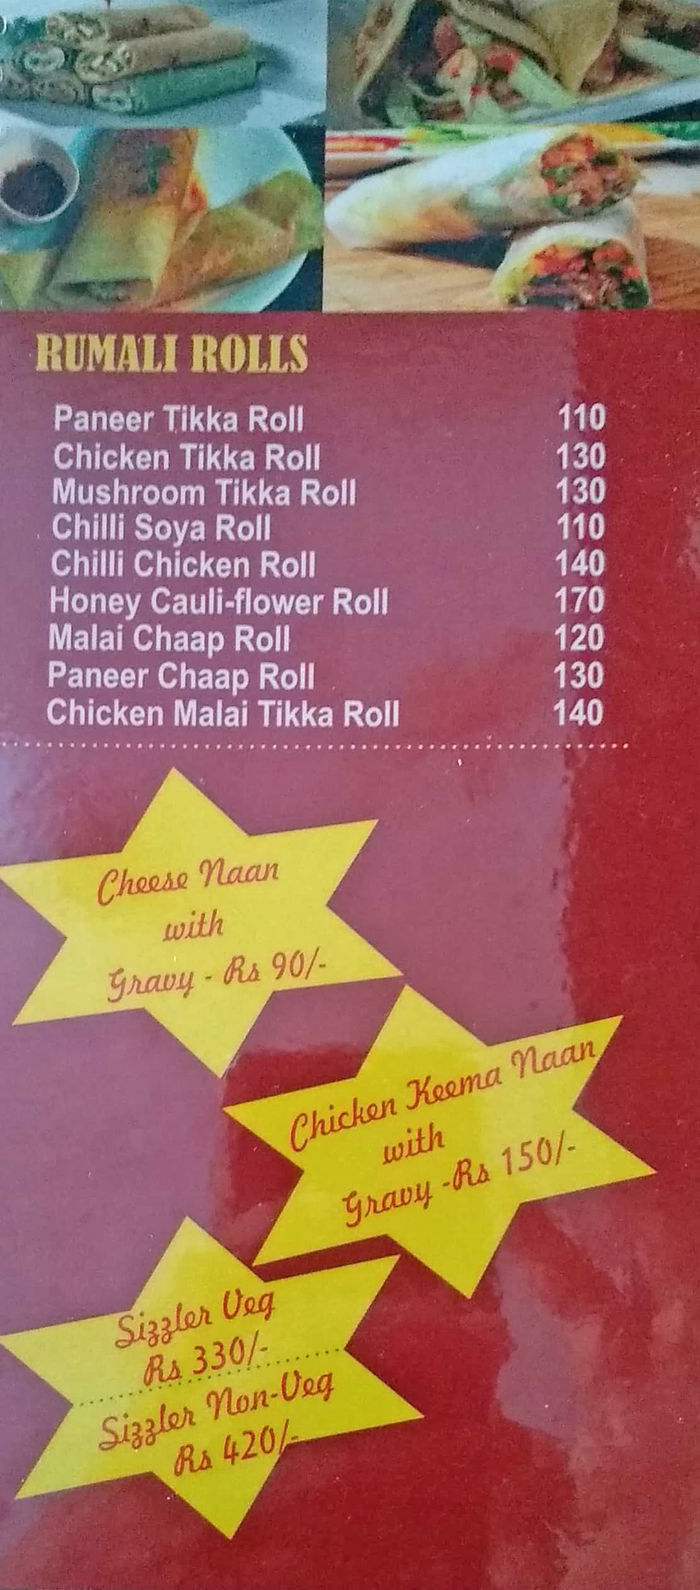 RUMALI ROLLS
Paneer Tikka Roll 110
Chicken Tikka Roll 130
Mushroom Tikka Roll 130
Chilli Soya Roll 110
Chilli Chicken Roll 140
Honey Cauli-flower Roll 170
Malai Chaap Roll 120
Paneer Chaap Roll 130
Chicken Malai Tikka Roll 140
Cheese Naan
with
Gravy - Rs 90/-
Chicken Keema Naan
with
Gravy -Rs 150/-
Sizzler Veg
Rs 330/-
Sizzler Non-Veg
Rs 420/-